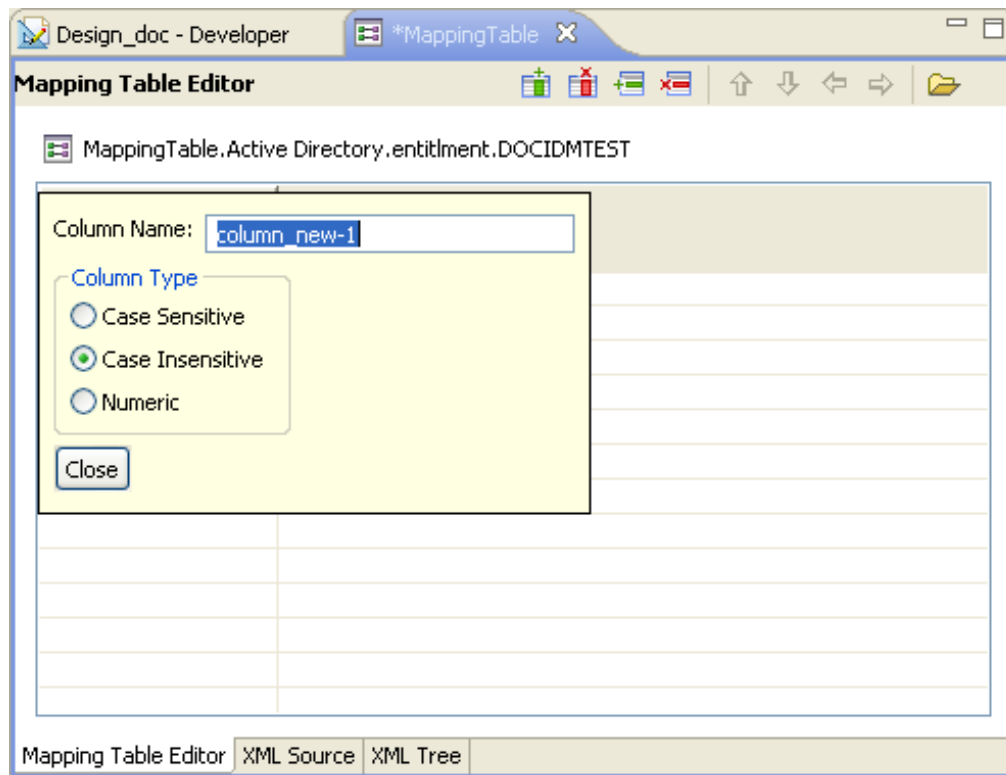 Design_doc - Developer
*MappingTable
Mapping Table Editor
MappingTable.Active Directory.entitlment.DOCIDMTEST
Column Name: column_new-1
Column Type
Case Sensitive
Case Insensitive
Numeric
Close
Mapping Table Editor XML Source XML Tree